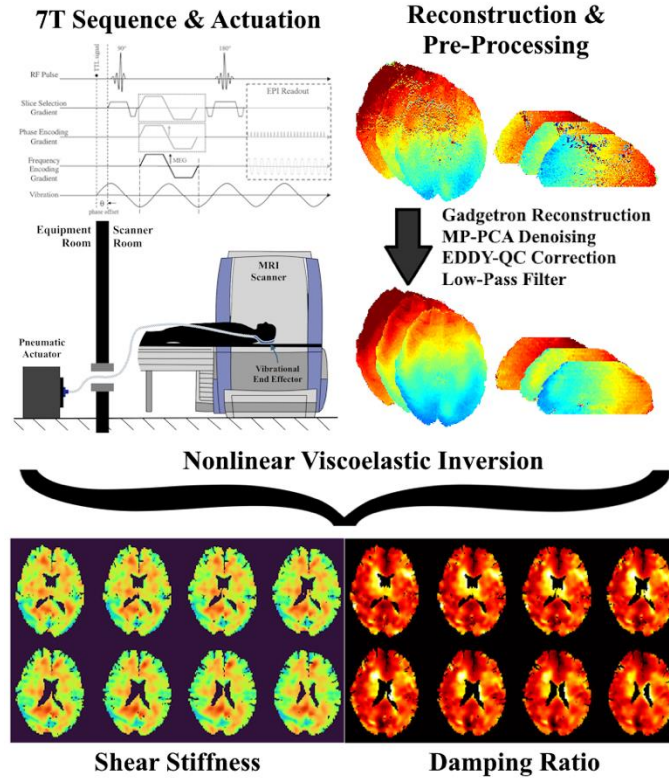 7T Sequence & Actuation
TTL signal
90°
180°
RF Pulse
EPI Readout
Slice Selection
Gradient
Phase Encoding
Gradient
Frequency
Encoding
Gradient
MEG
Vibration
θ
phase offset
Equipment
Room
Scanner
Room
MRI
Scanner
Pneumatic
Actuator
Vibrational
End Effector
Reconstruction &
Pre-Processing
Gadgetron Reconstruction
MP-PCA Denoising
EDDY-QC Correction
Low-Pass Filter
Nonlinear Viscoelastic Inversion
Shear Stiffness
Damping Ratio